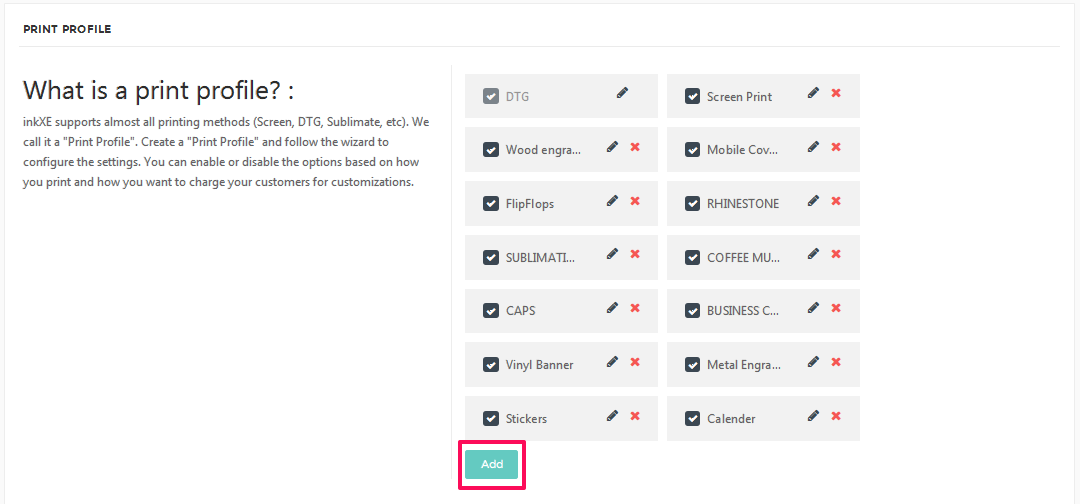 PRINT PROFILE
What is a print profile? :
inkXE supports almost all printing methods (Screen, DTG, Sublimate, etc). We
call it a "Print Profile". Create a "Print Profile" and follow the wizard to
configure the settings. You can enable or disable the options based on how
you print and how you want to charge your customers for customizations.
DTG
Screen Print
Wood engra...
Mobile Cov...
FlipFlops
RHINESTONE
SUBLIMATI...
COFFEE MU...
CAPS
BUSINESS C...
Vinyl Banner
Metal Engra...
Stickers
Calender
Add